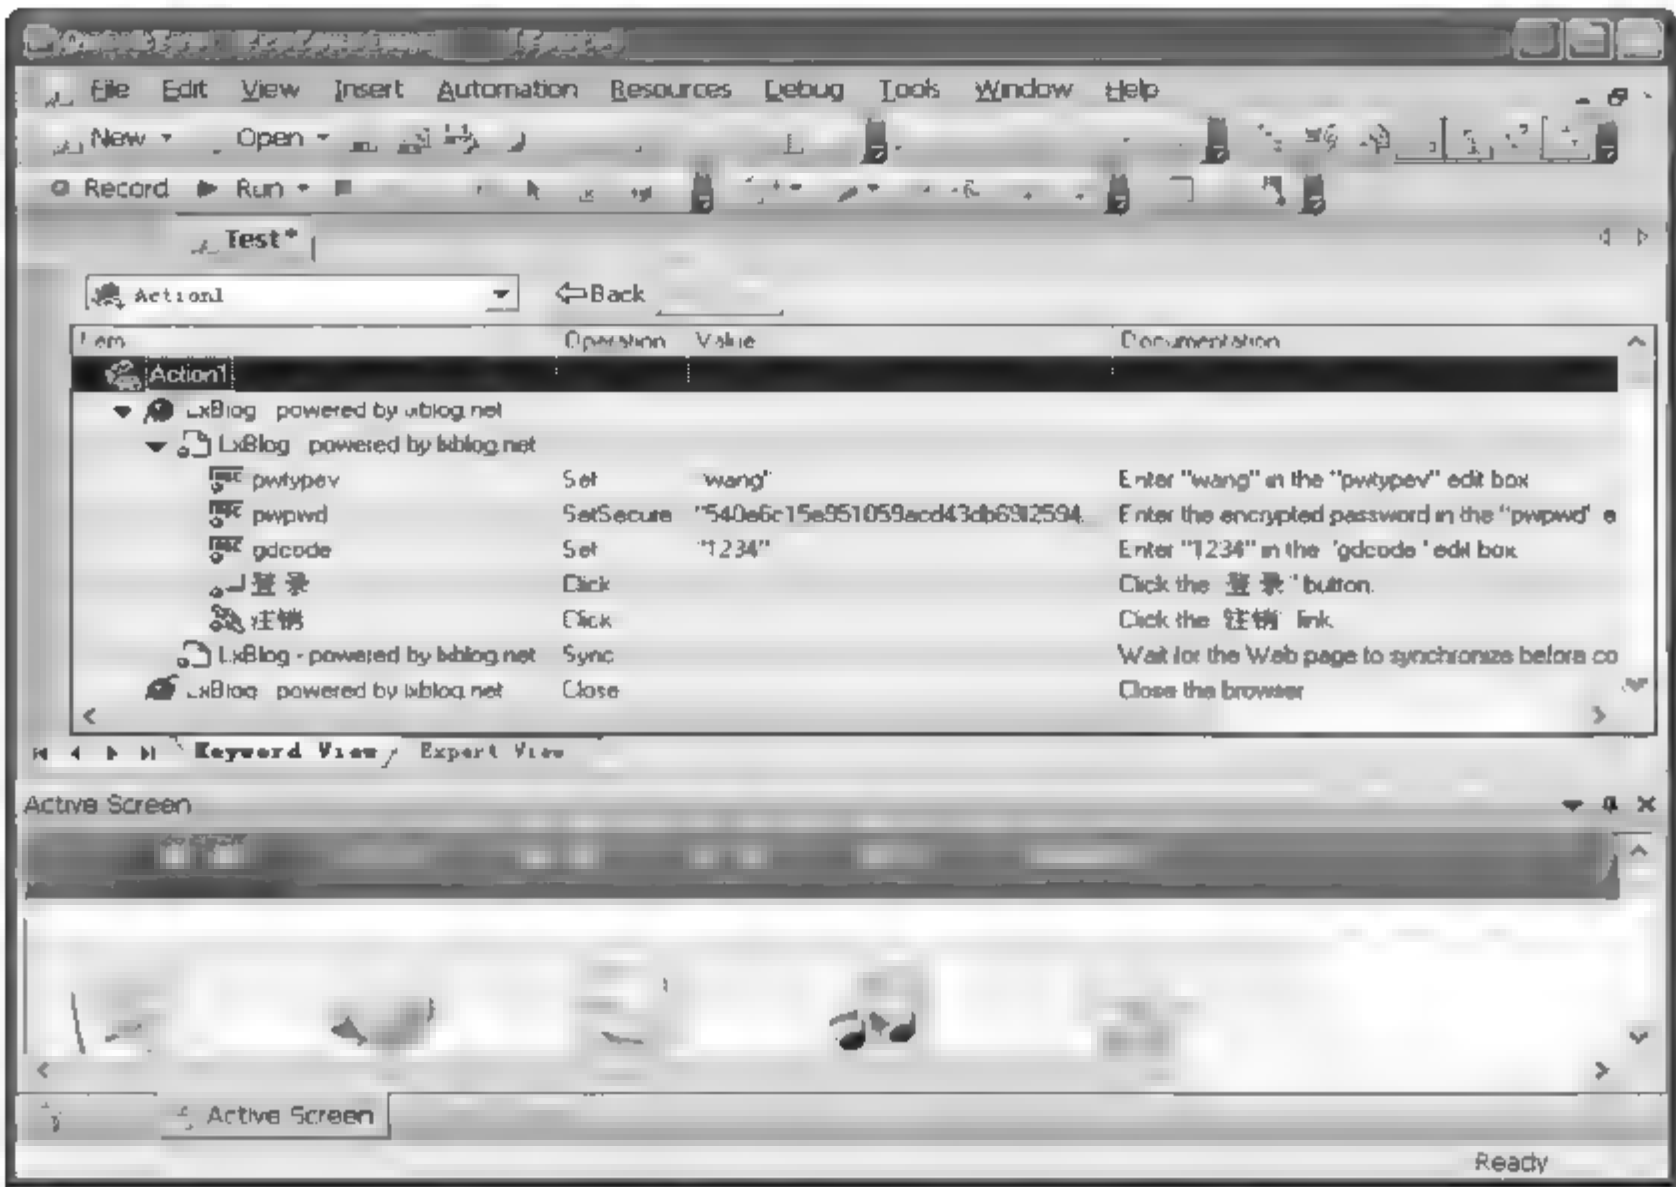 File Edit View Insert Automation Resources Debug Tools Window Help
New Open
Record Run
Test*
Action1 Back
Item Operation Value Documentation
Action1
LxBlog powered by lxblog.net
LxBlog powered by lxblog.net
pwtypev Set "wang" Enter "wang" in the "pwtypev" edit box
pwpwd SetSecure Enter the encrypted password in the "pwpwd" e
gdcode Set "1234" Enter "1234" in the "gdcode" edit box
登 录 Click Click the "登 录" button.
注销 Click Click the "注销" link
LxBlog - powered by lxblog.net Sync Wait for the Web page to synchronize before co
LxBlog powered by lxblog.net Close Close the browser
Keyword View Expert View
Active Screen
Active Screen
Ready